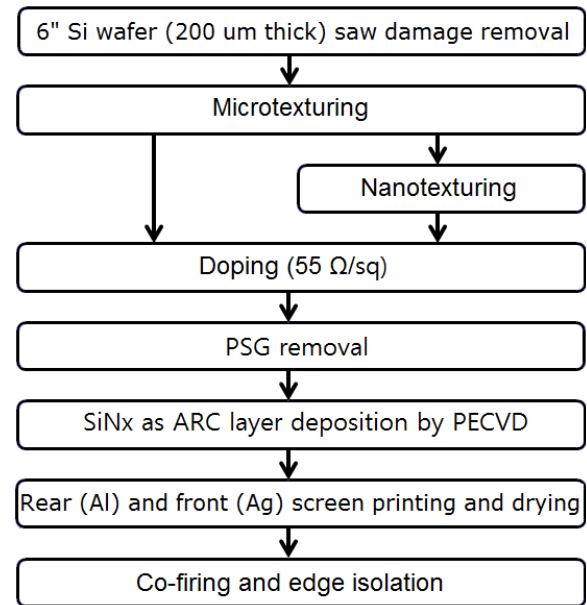 6" Si wafer (200 um thick) saw damage removal
Microtexturing
Nanotexturing
Doping (55 Ω/sq)
PSG removal
SiNx as ARC layer deposition by PECVD
Rear (Al) and front (Ag) screen printing and drying
Co-firing and edge isolation